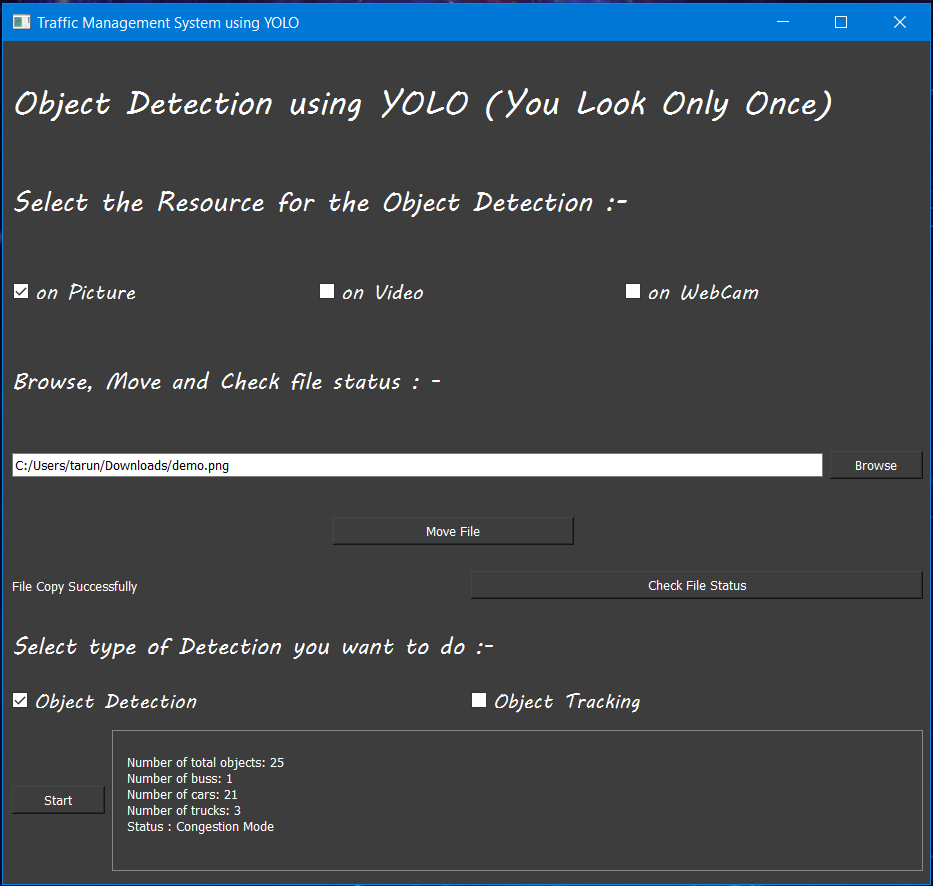 Traffic Management System using YOLO
Object Detection using YOLO (You Look Only Once)
Select the Resource for the Object Detection :-
on Picture
on Video
on WebCam
Browse, Move and Check file status : -
C:/Users/tarun/Downloads/demo.png
Browse
Move File
File Copy Successfully
Check File Status
Select type of Detection you want to do :-
Object Detection
Object Tracking
Start
Number of total objects: 25
Number of buss: 1
Number of cars: 21
Number of trucks: 3
Status : Congestion Mode